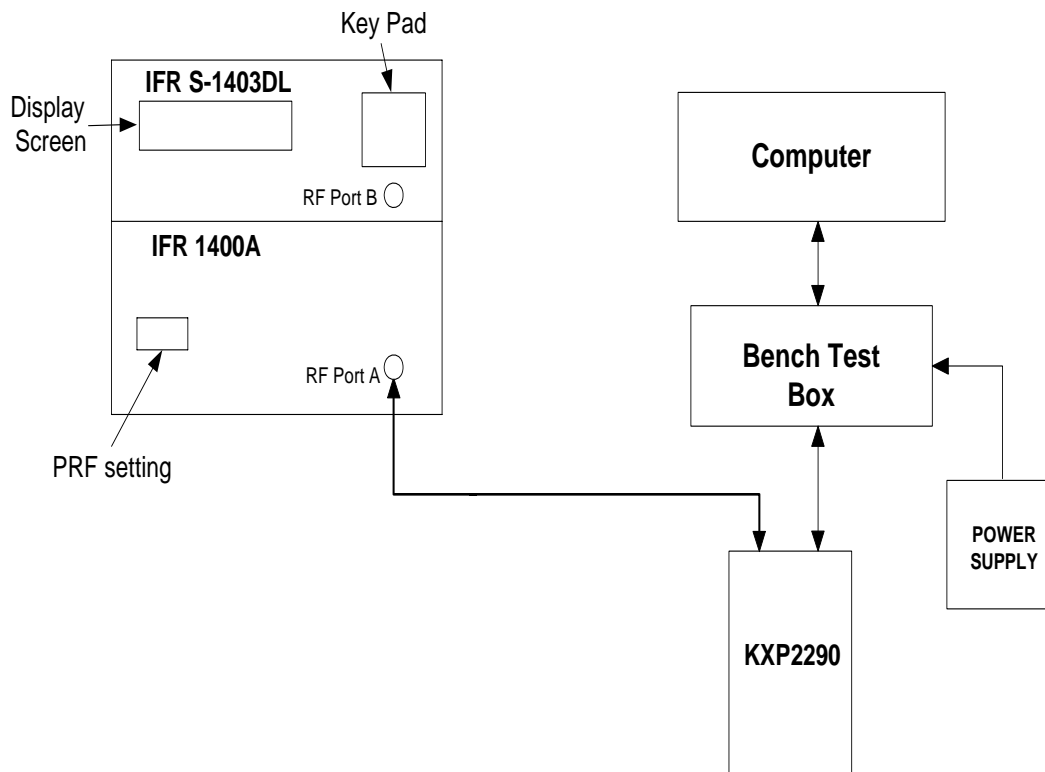 Key Pad
IFR S-1403DL
Display
Screen
RF Port B
IFR 1400A
RF Port A
PRF setting
Computer
Bench Test
Box
POWER
SUPPLY
KXP2290